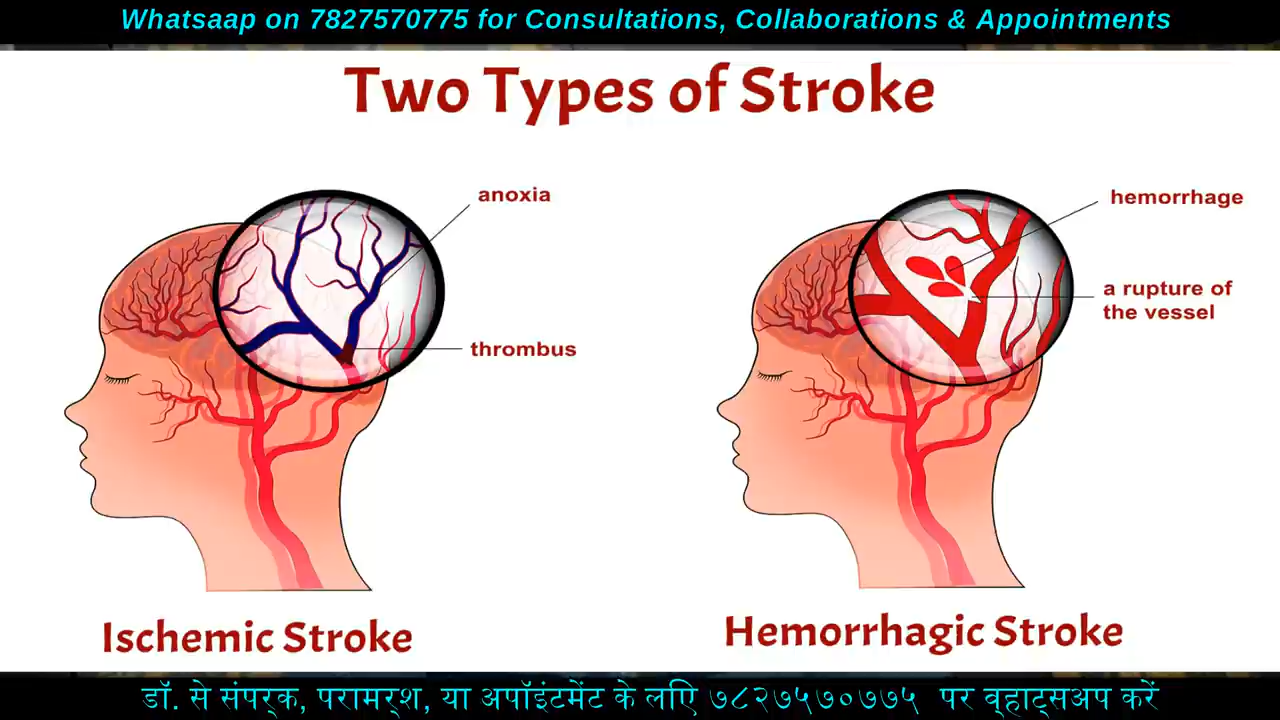 Whatsaap on 7827570775 for Consultations, Collaborations & Appointments
Two Types of Stroke
anoxia
thrombus
hemorrhage
a rupture of
the vessel
Ischemic Stroke
Hemorrhagic Stroke
डॉ. से संपर्क, परामर्श, या अपॉइंटमेंट के लिए ७८२७५७०७७५ पर व्हाट्सअप करें